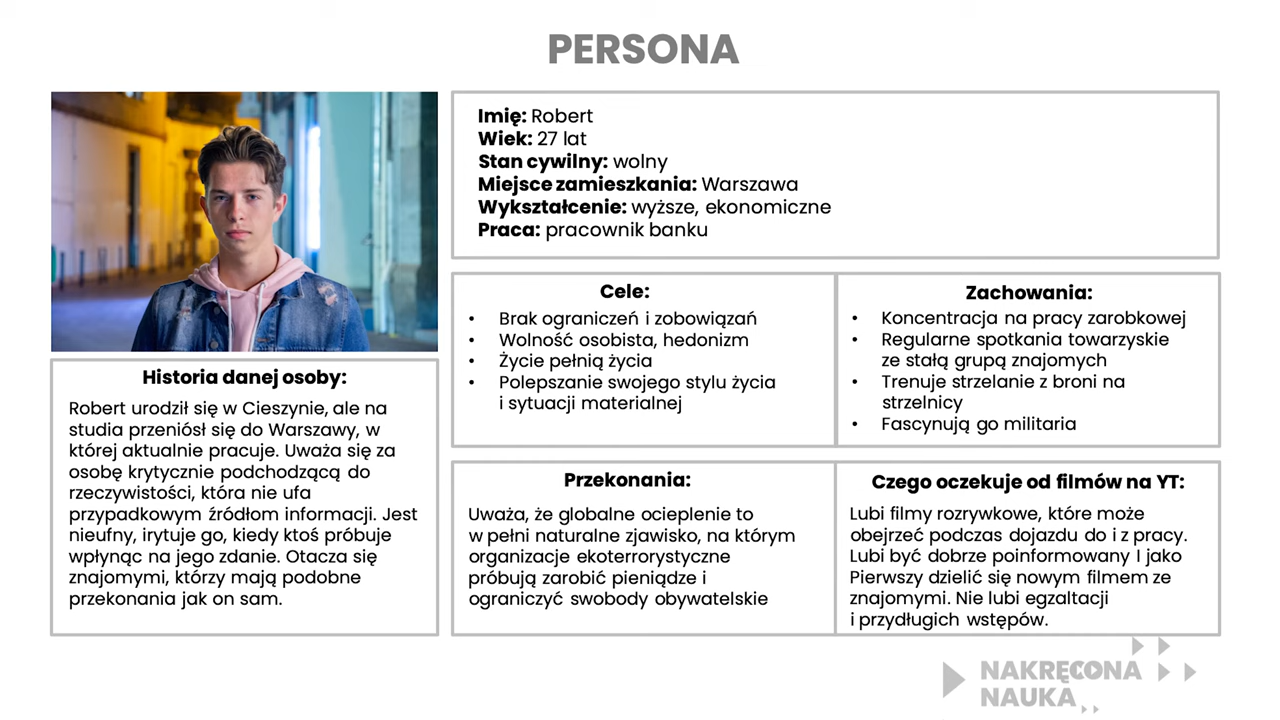 PERSONA
Imię: Robert
Wiek: 27 lat
Stan cywilny: wolny
Miejsce zamieszkania: Warszawa
Wykształcenie: wyższe, ekonomiczne
Praca: pracownik banku
Historia danej osoby:
Robert urodził się w Cieszynie, ale na
studia przeniósł się do Warszawy, w
której aktualnie pracuje. Uważa się za
osobę krytycznie podchodzącą do
rzeczywistości, która nie ufa
przypadkowym źródłom informacji. Jest
nieufny, irytuje go, kiedy ktoś próbuje
wpłynąc na jego zdanie. Otacza się
znajomymi, którzy mają podobne
przekonania jak on sam.
Cele:
• Brak ograniczeń i zobowiązań
• Wolność osobista, hedonizm
• Życie pełnią życia
• Polepszanie swojego stylu życia
i sytuacji materialnej
Zachowania:
• Koncentracja na pracy zarobkowej
• Regularne spotkania towarzyskie
ze stałą grupą znajomych
• Trenuje strzelanie z broni na
strzelnicy
• Fascynują go militaria
Przekonania:
Uważa, że globalne ocieplenie to
w pełni naturalne zjawisko, na którym
organizacje ekoterrorystyczne
próbują zarobić pieniądze i
ograniczyć swobody obywatelskie
Czego oczekuje od filmów na YT:
Lubi filmy rozrywkowe, które może
obejrzeć podczas dojazdu do i z pracy.
Lubi być dobrze poinformowany I jako
Pierwszy dzielić się nowym filmem ze
znajomymi. Nie lubi egzaltacji
i przydługich wstępów.
NAKRĘCONA
NAUKA